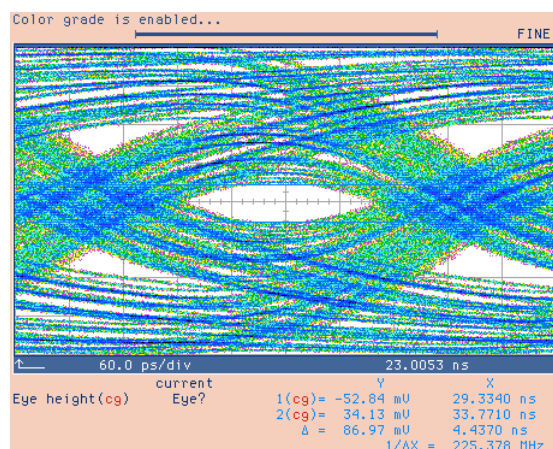 Color grade is enabled...
FINE
60.0 ps/div 23.0053 ns
current Y X
Eye height(cg) Eye? 1(cg)= -52.84 mV 29.3340 ns
2(cg)= 34.13 mV 33.7710 ns
Δ = 86.97 mV 4.4370 ns
1/ΔX = 225.378 MHz